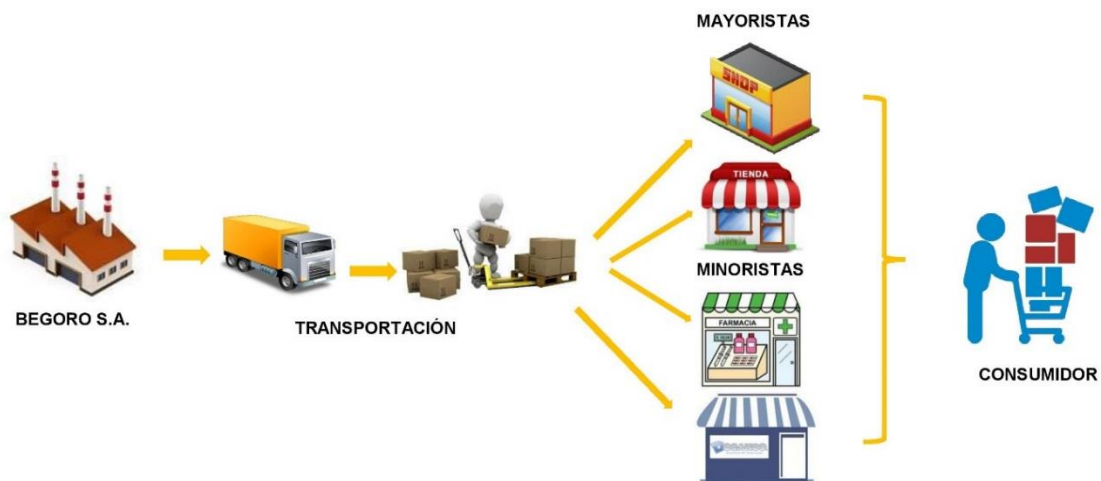 MAYORISTAS
SHOP
TIENDA
MINORISTAS
FARMACIA
BEGORO S.A.
TRANSPORTACIÓN
CONSUMIDOR